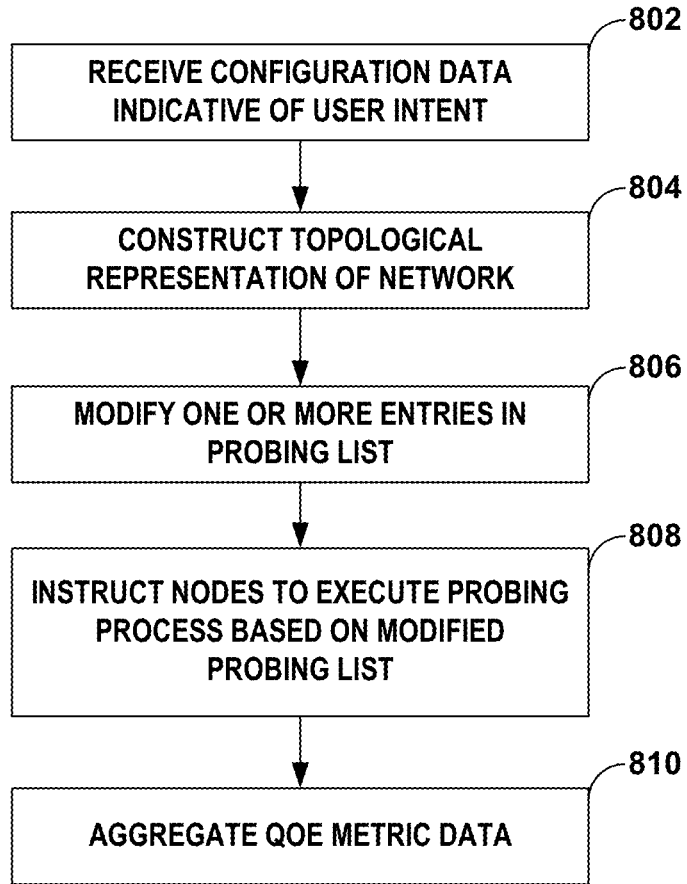 802
RECEIVE CONFIGURATION DATA
INDICATIVE OF USER INTENT
804
CONSTRUCT TOPOLOGICAL
REPRESENTATION OF NETWORK
806
MODIFY ONE OR MORE ENTRIES IN
PROBING LIST
808
INSTRUCT NODES TO EXECUTE PROBING
PROCESS BASED ON MODIFIED
PROBING LIST
810
AGGREGATE QOE METRIC DATA